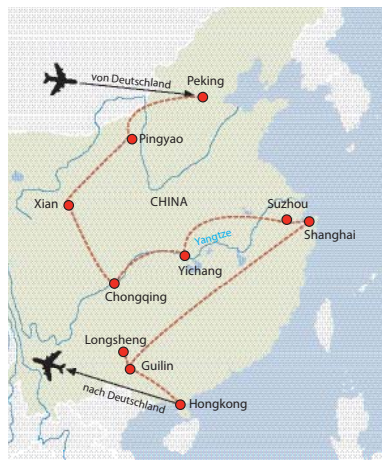 von Deutschland
Peking
Pingyao
CHINA
Xian
Suzhou
Shanghai
Yangtze
Yichang
Chongqing
Longsheng
Guilin
nach Deutschland
Hongkong